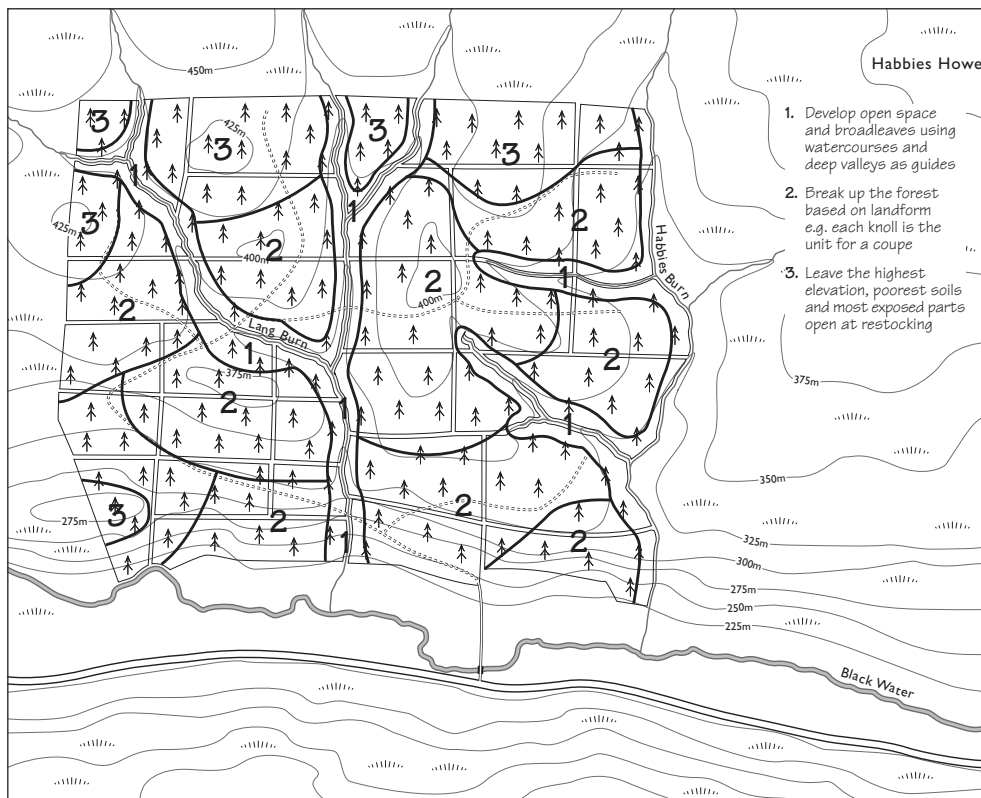 450m
Habbies Howe
1. Develop open space
and broadleaves using
watercourses and
deep valleys as guides
2. Break up the forest
based on landform
e.g. each knoll is the
unit for a coupe
3. Leave the highest
elevation, poorest soils
and most exposed parts
open at restocking
3
425m
3
3
3
1
1
3
425m
2
400m
2
2
400m
2
1
Habbies Burn
2
Lang Burn
1
375m
2
2
1
1
375m
350m
3
275m
2
1
2
2
325m
300m
275m
250m
225m
Black Water